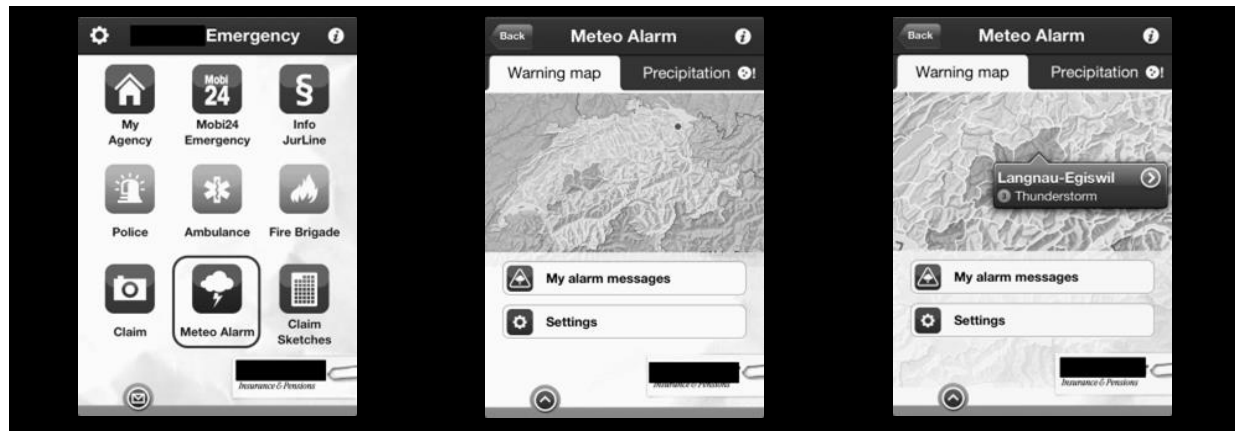 Emergency
My
Agency
Mobi
24
Mobi24
Emergency
§
Info
JurLine
Police
Ambulance
Fire Brigade
Claim
Meteo Alarm
Claim
Sketches
Insurance & Pensions
Back
Meteo Alarm
Warning map
Precipitation
!
My alarm messages
Settings
Insurance & Pensions
Back
Meteo Alarm
Warning map
Precipitation
!
Langnau-Egiswil
Thunderstorm
My alarm messages
Settings
Insurance & Pensions